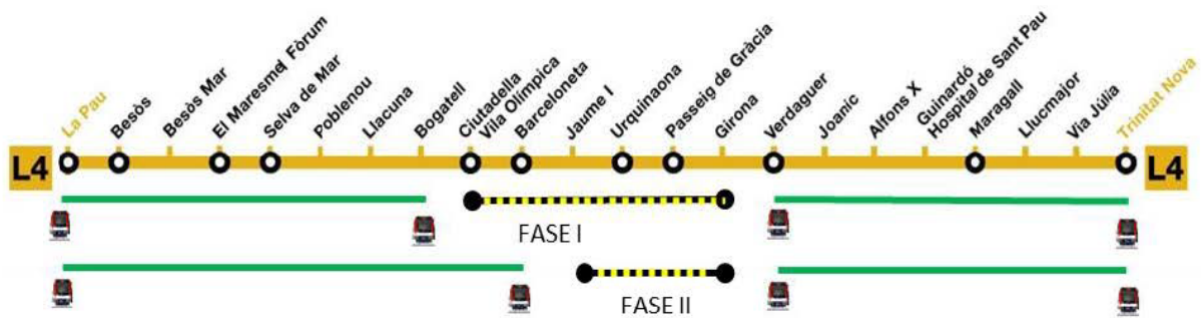 La Pau
Besòs
Besòs Mar
El Maresme/ Fòrum
Selva de Mar
Poblenou
Llacuna
Bogatell
Ciutadella
Vila Olímpica
Barceloneta
Jaume I
Urquinaona
Passeig de Gràcia
Girona
Verdaguer
Joanic
Alfons X
Guinardó
Hospital de Sant Pau
Maragall
Llucmajor
Via Júlia
Trinitat Nova
L4
L4
FASE I
FASE II